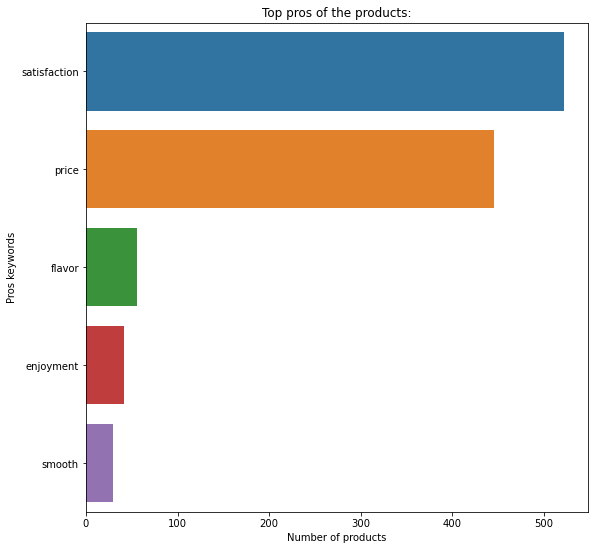 Top pros of the products:
satisfaction
price
flavor
enjoyment
smooth
Pros keywords
0 100 200 300 400 500
Number of products